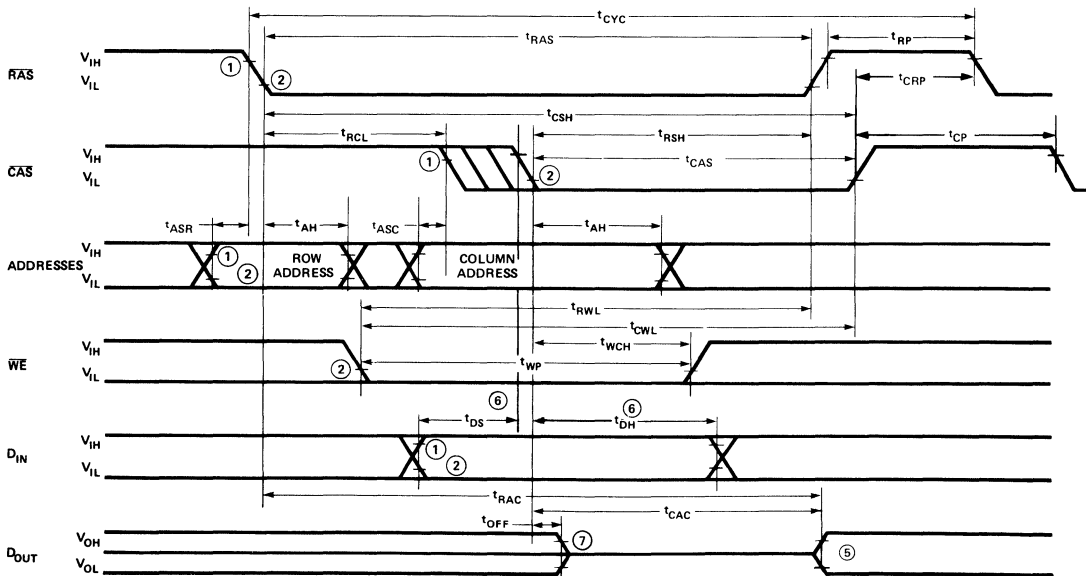 tCYC
tRAS
tRP
RAS
VIH
VIL
①
②
tCRP
tCSH
tRCL
tRSH
tCP
CAS
VIH
VIL
①
②
tCAS
tASR
tAH
tASC
tAH
ADDRESSES
VIH
VIL
①
②
ROW ADDRESS
COLUMN ADDRESS
tRWL
tCWL
WE
VIH
VIL
②
tWCH
tWP
⑥
tDS
⑥
tDH
DIN
VIH
VIL
①
②
tRAC
tCAC
tOFF
DOUT
VOH
VOL
⑦
⑤